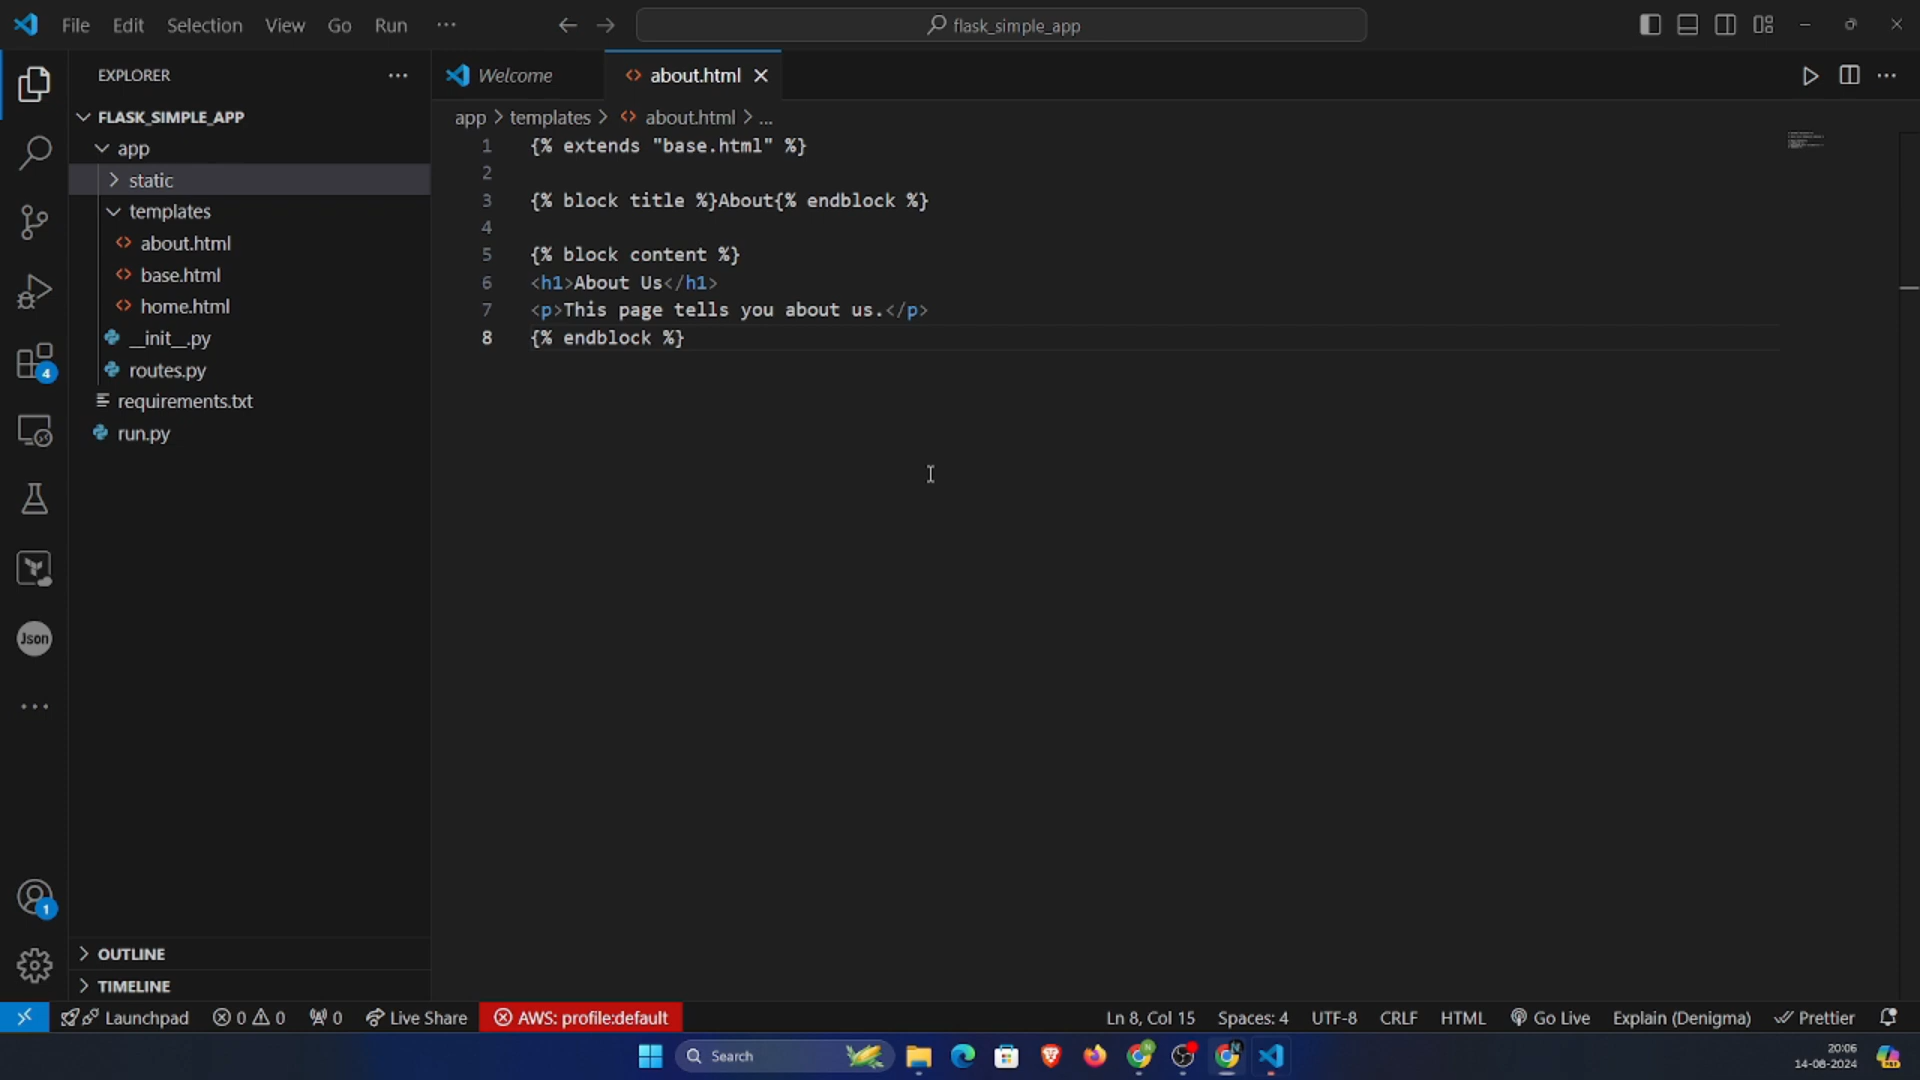 File Edit Selection View Go Run ··· flask_simple_app
EXPLORER
FLASK_SIMPLE_APP
app
static
templates
about.html
base.html
home.html
__init__.py
routes.py
requirements.txt
run.py
OUTLINE
TIMELINE
4
Json
1
Welcome about.html
app > templates > about.html > ...
1 {% extends "base.html" %}
2
3 {% block title %}About{% endblock %}
4
5 {% block content %}
6 <h1>About Us</h1>
7 <p>This page tells you about us.</p>
8 {% endblock %}
Launchpad 0 0 0 Live Share AWS: profile:default Ln 8, Col 15 Spaces: 4 UTF-8 CRLF HTML Go Live Explain (Denigma) Prettier
Search
20:06
14-08-2024